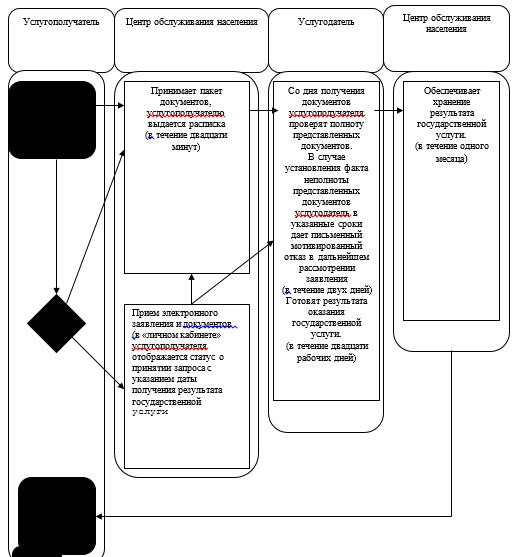 Услугополучатель
Центр обслуживания населения
Услугодатель
Центр обслуживания
населения
Принимает пакет
документов,
услугополучателю
выдается расписка
(в течение двадцати
минут)
Прием электронного
заявления и документов
(в «личном кабинете»
услугополучателя
отображается статус о
принятии запроса с
указанием даты
получения результата
государственной
услуги
Со дня получения
документов
услугополучателя
проверят полноту
представленных
документов.
В случае
установления факта
неполноты
представленных
документов
услугодатель в
указанные сроки
дает письменный
мотивированный
отказ в дальнейшем
рассмотрении
заявления
(в течение двух дней)
Готовят результата
оказания
государственной
услуги.
(в течение двадцати
рабочих дней)
Обеспечивает
хранение
результата
государственной
услуги.
(в течение одного
месяца)